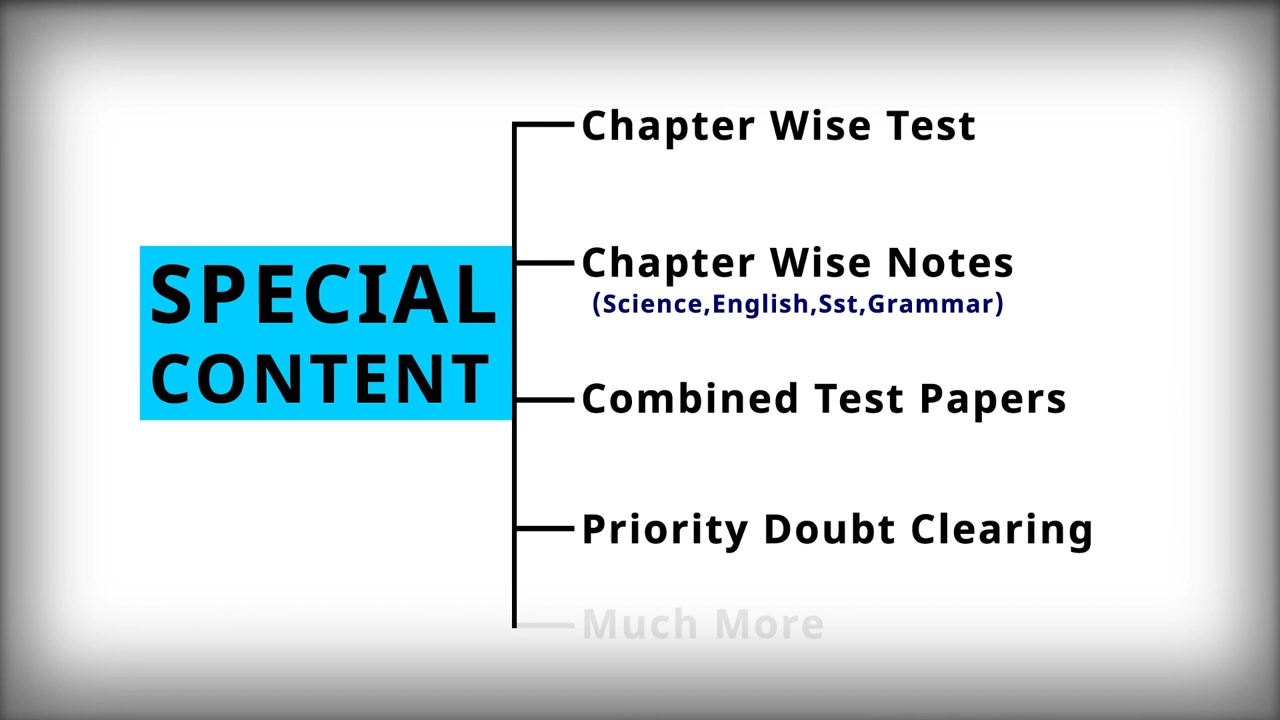 SPECIAL
CONTENT
Chapter Wise Test
Chapter Wise Notes
(Science,English,Sst,Grammar)
Combined Test Papers
Priority Doubt Clearing
Much More